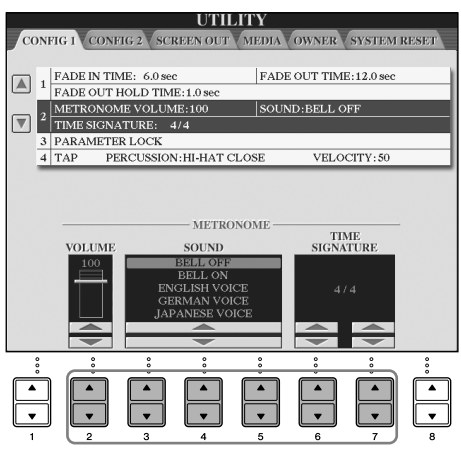 UTILITY
CONFIG 1 CONFIG 2 SCREEN OUT MEDIA OWNER SYSTEM RESET
1 FADE IN TIME: 6.0 sec FADE OUT TIME:12.0 sec
FADE OUT HOLD TIME:1.0 sec
2 METRONOME VOLUME:100 SOUND:BELL OFF
TIME SIGNATURE: 4/4
3 PARAMETER LOCK
4 TAP PERCUSSION:HI-HAT CLOSE VELOCITY:50
METRONOME
VOLUME SOUND TIME SIGNATURE
100
BELL OFF
BELL ON
ENGLISH VOICE
GERMAN VOICE
JAPANESE VOICE
4 / 4
1 2 3 4 5 6 7 8